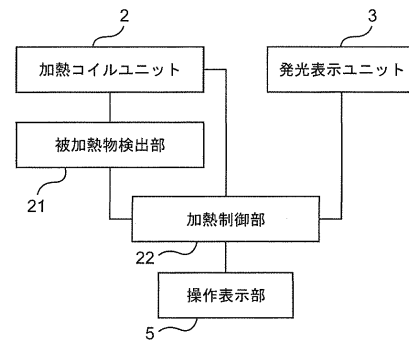 2
3
加熱コイルユニット
発光表示ユニット
被加熱物検出部
21
加熱制御部
22
操作表示部
5